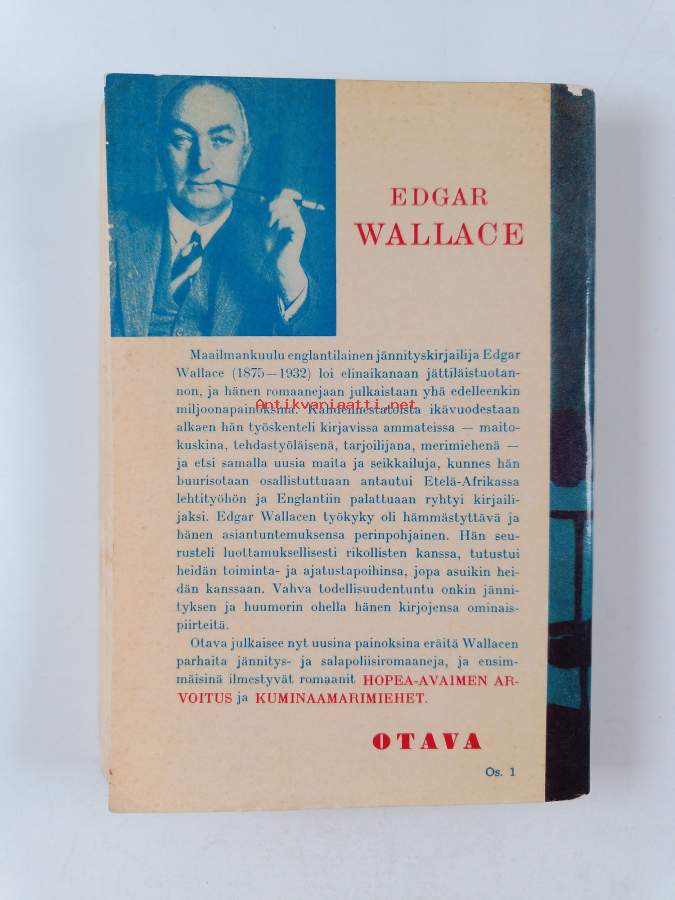 EDGAR
WALLACE
Maailmankuulu englantilainen jännityskirjailija Edgar
Wallace (1875—1932) loi elinaikanaan jättiläistuotan-
non, ja hänen romaanejaan julkaistaan yhä edelleenkin
miljoonapainoksina. Kahdennestatoista ikävuodestaan
Antikvariaatti.net
alkaen hän työskenteli kirjavissa ammateissa — maito-
kuskina, tehdastyöläisenä, tarjoilijana, merimiehenä —
ja etsi samalla uusia maita ja seikkailuja, kunnes hän
buurisotaan osallistuttuaan antautui Etelä-Afrikassa
lehtityöhön ja Englantiin palattuaan ryhtyi kirjaili-
jaksi. Edgar Wallacen työkyky oli hämmästyttävä ja
hänen asiantuntemuksensa perinpohjainen. Hän seu-
rusteli luottamuksellisesti rikollisten kanssa, tutustui
heidän toiminta- ja ajatustapoihinsa, jopa asuikin hei-
dän kanssaan. Vahva todellisuudentuntu onkin jänni-
tyksen ja huumorin ohella hänen kirjojensa ominais-
piirteitä.
Otava julkaisee nyt uusina painoksina eräitä Wallacen
parhaita jännitys- ja salapoliisiromaaneja, ja ensim-
mäisinä ilmestyvät romaanit HOPEA-AVAIMEN AR-
VOITUS ja KUMINAAMARIMIEHET.
OTAVA
Os. 1